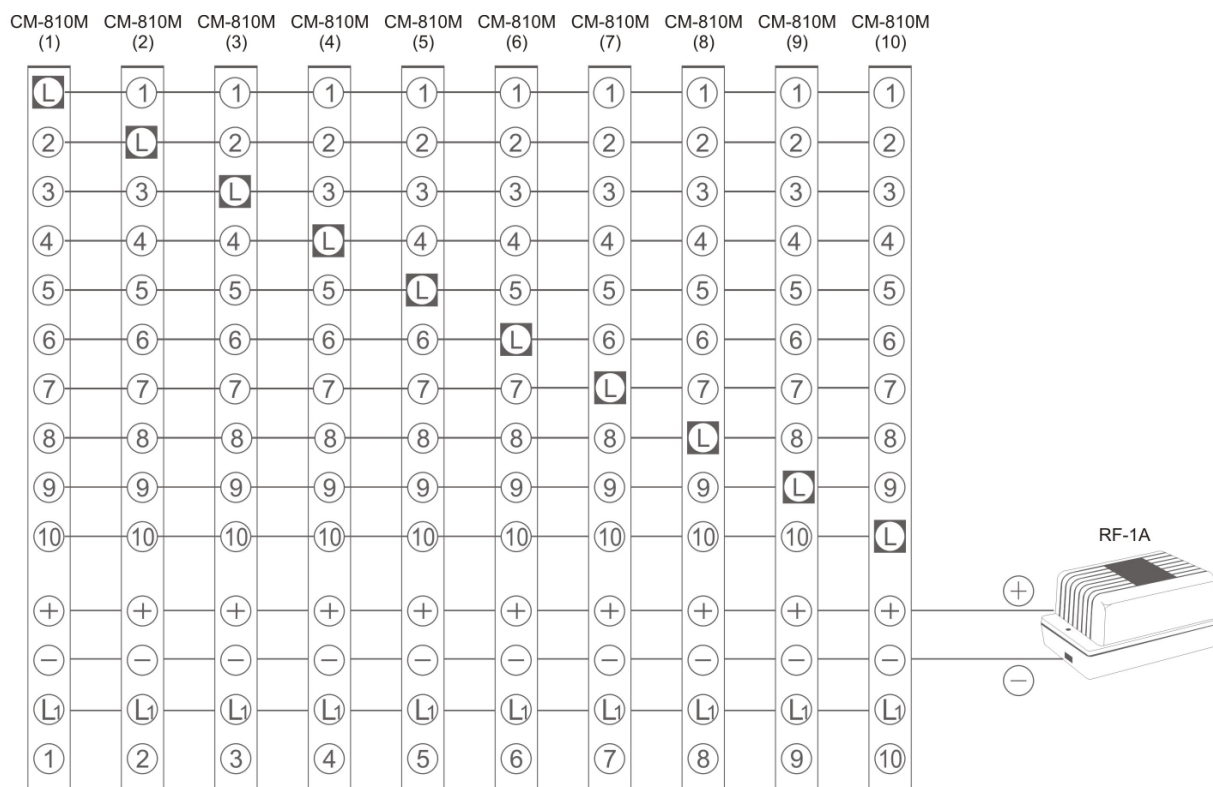 CM-810M CM-810M CM-810M CM-810M CM-810M CM-810M CM-810M CM-810M CM-810M CM-810M
(1) (2) (3) (4) (5) (6) (7) (8) (9) (10)
L 1 1 1 1 1 1 1 1 1
2 L 2 2 2 2 2 2 2 2
3 3 L 3 3 3 3 3 3 3
4 4 4 L 4 4 4 4 4 4
5 5 5 5 L 5 5 5 5 5
6 6 6 6 6 L 6 6 6 6
7 7 7 7 7 7 L 7 7 7
8 8 8 8 8 8 8 L 8 8
9 9 9 9 9 9 9 9 L 9
10 10 10 10 10 10 10 10 10 L
RF-1A
+ + + + + + + + + + +
− − − − − − − − − − −
L1 L1 L1 L1 L1 L1 L1 L1 L1 L1
1 2 3 4 5 6 7 8 9 10